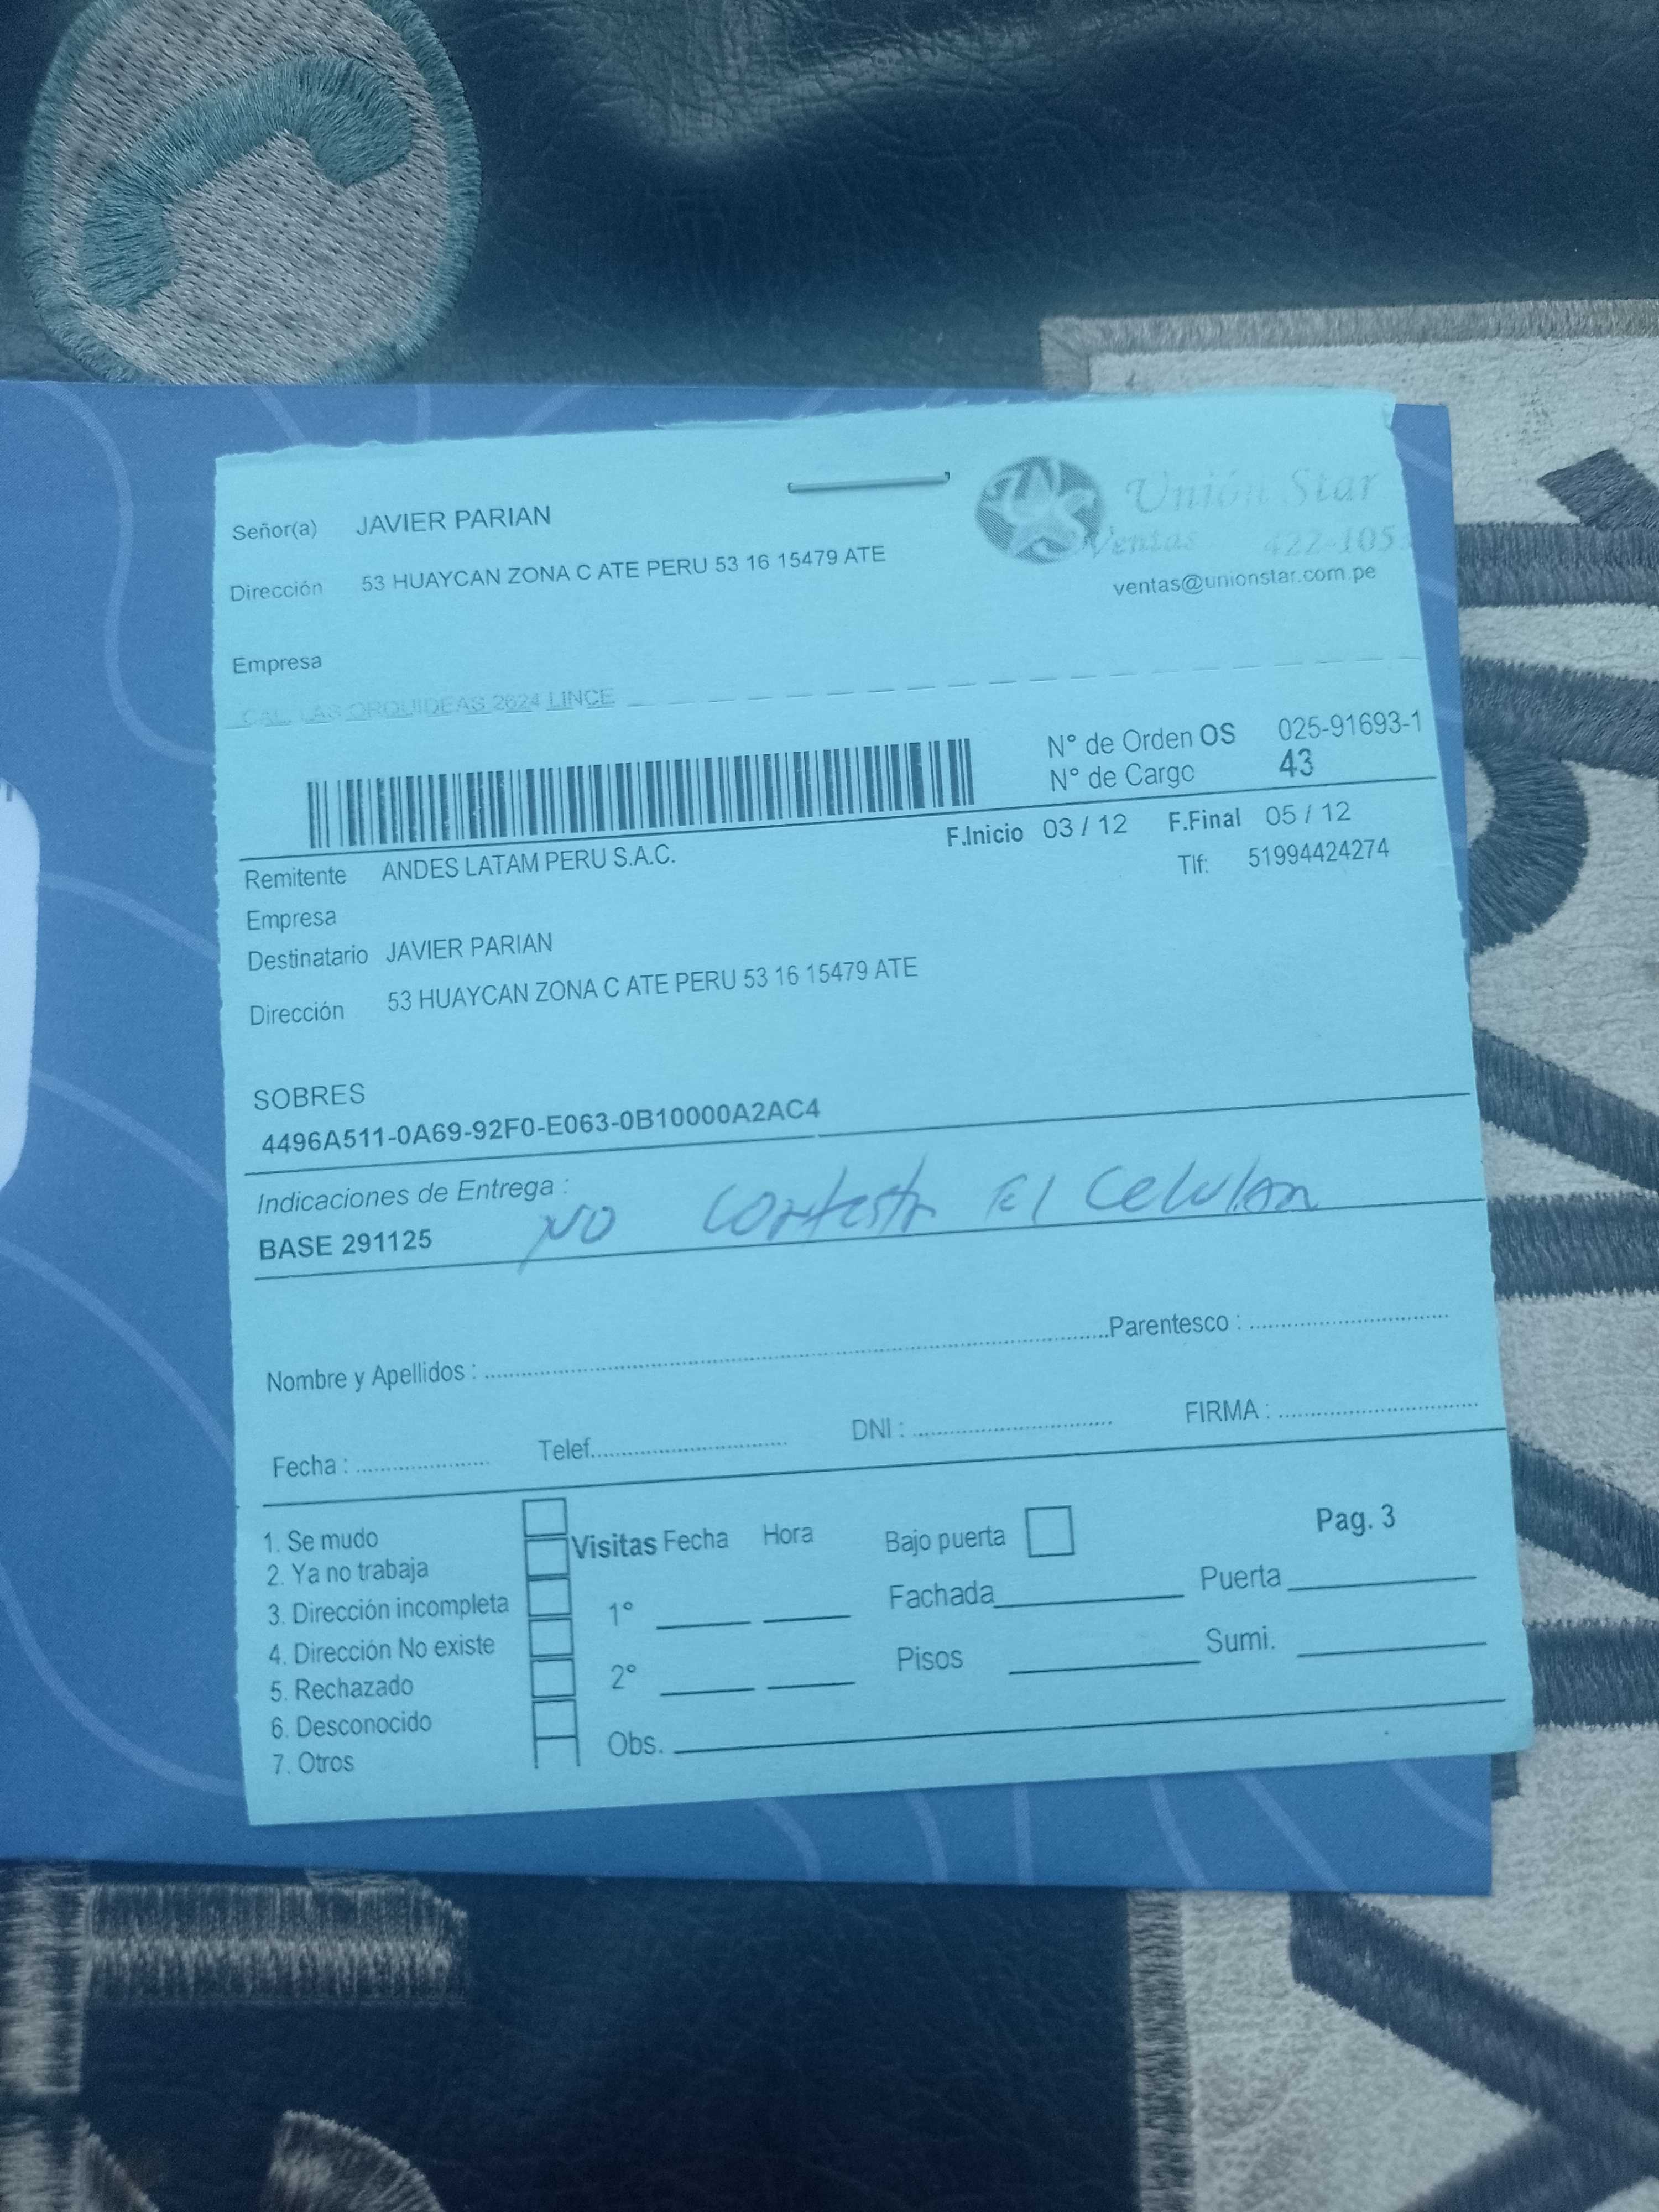 Unión Star
Señor(a) JAVIER PARIAN
Ventas 422-105
Dirección 53 HUAYCAN ZONA C ATE PERU 53 16 15479 ATE
ventas@unionstar.com.pe
Empresa
CAL. LAS ORQUIDEAS 2624 LINCE
N° de Orden OS 025-91693-1
N° de Cargo 43
F.Inicio 03 / 12 F.Final 05 / 12
Remitente ANDES LATAM PERU S.A.C.
Tlf: 51994424274
Empresa
Destinatario JAVIER PARIAN
Dirección 53 HUAYCAN ZONA C ATE PERU 53 16 15479 ATE
SOBRES
4496A511-0A69-92F0-E063-0B10000A2AC4
Indicaciones de Entrega :
BASE 291125 NO contesta El Celular
Nombre y Apellidos : Parentesco :
Fecha : Telef. DNI : FIRMA :
1. Se mudo
2. Ya no trabaja
3. Dirección incompleta
4. Dirección No existe
5. Rechazado
6. Desconocido
7. Otros
Visitas Fecha Hora
1°
2°
Obs.
Bajo puerta
Pag. 3
Fachada Puerta
Pisos Sumi.